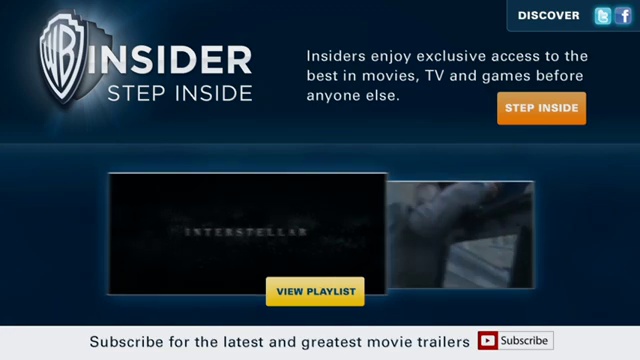 DISCOVER
WB INSIDER
STEP INSIDE
Insiders enjoy exclusive access to the
best in movies, TV and games before
anyone else.
STEP INSIDE
INTERSTELLAR
VIEW PLAYLIST
Subscribe for the latest and greatest movie trailers
Subscribe